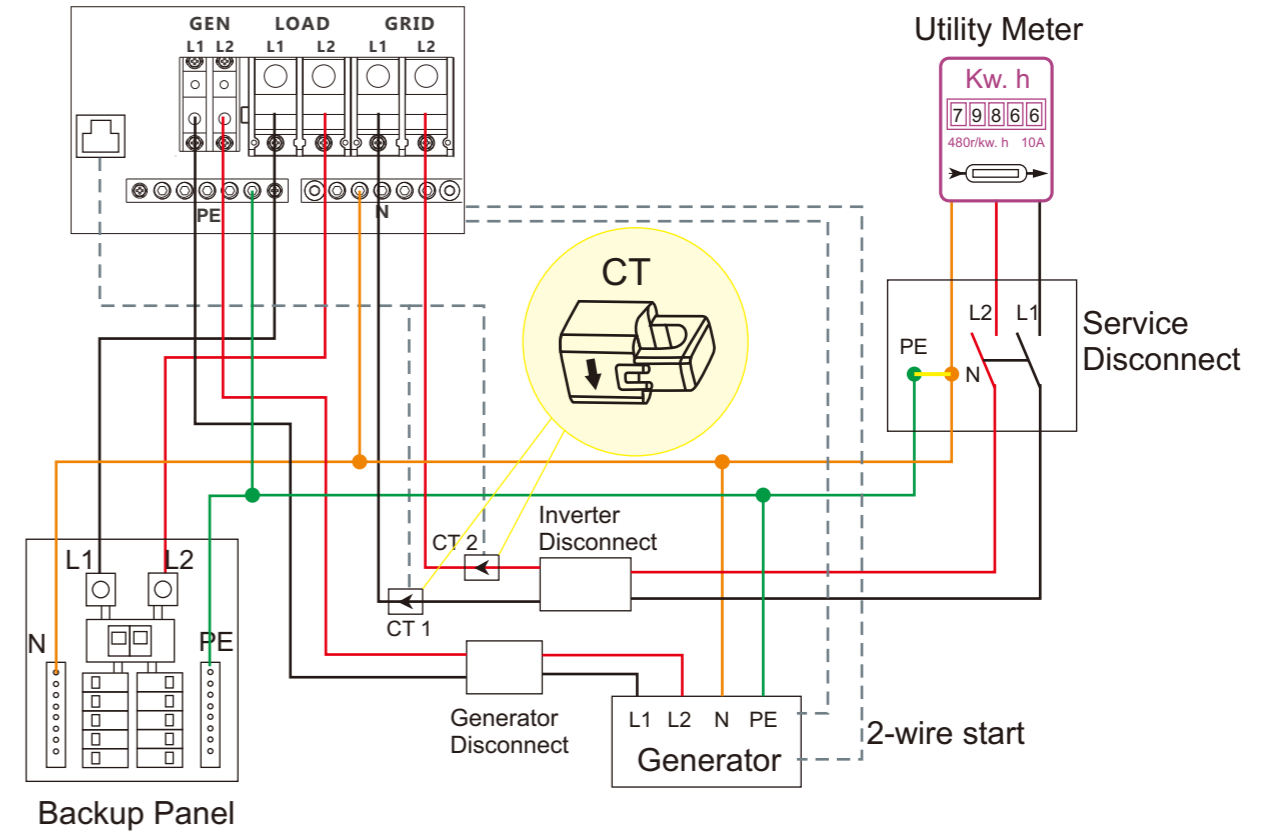 GEN LOAD GRID
L1 L2 L1 L2 L1 L2
PE
N
Utility Meter
Kw. h
79866
480r/kw. h 10A
CT
L2 L1
Service
Disconnect
PE
N
Inverter
Disconnect
CT 2
CT 1
L1 L2
N PE
Backup Panel
Generator
Disconnect
L1 L2 N PE
Generator
2-wire start